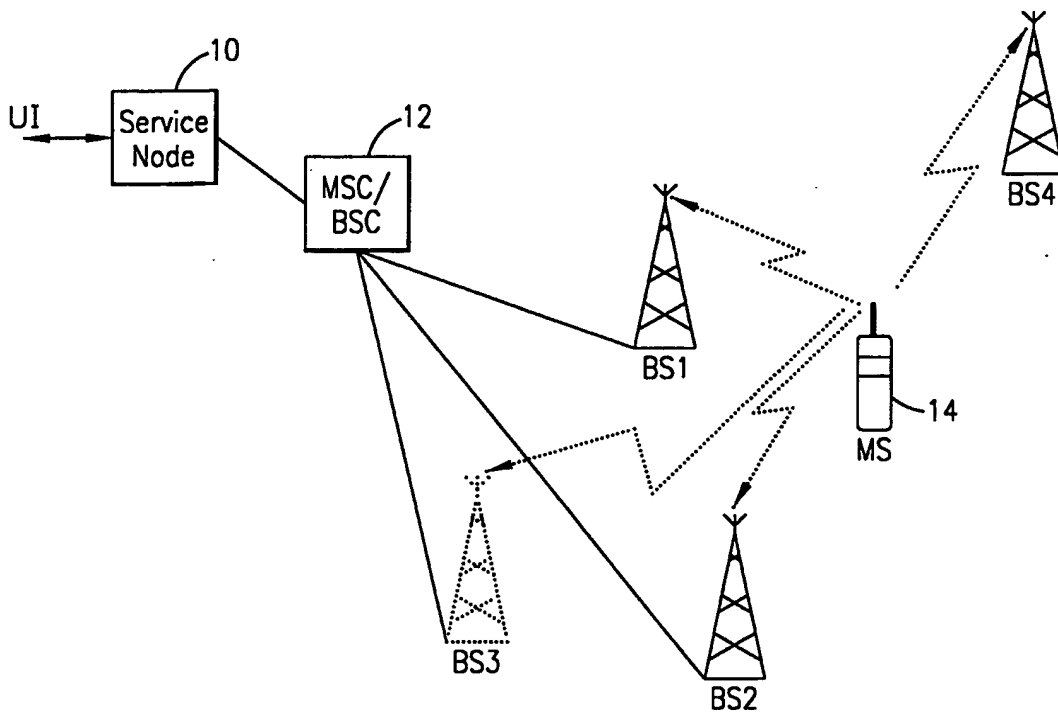 10
UI
Service
Node
12
MSC/
BSC
BS4
BS1
14
MS
BS3
BS2